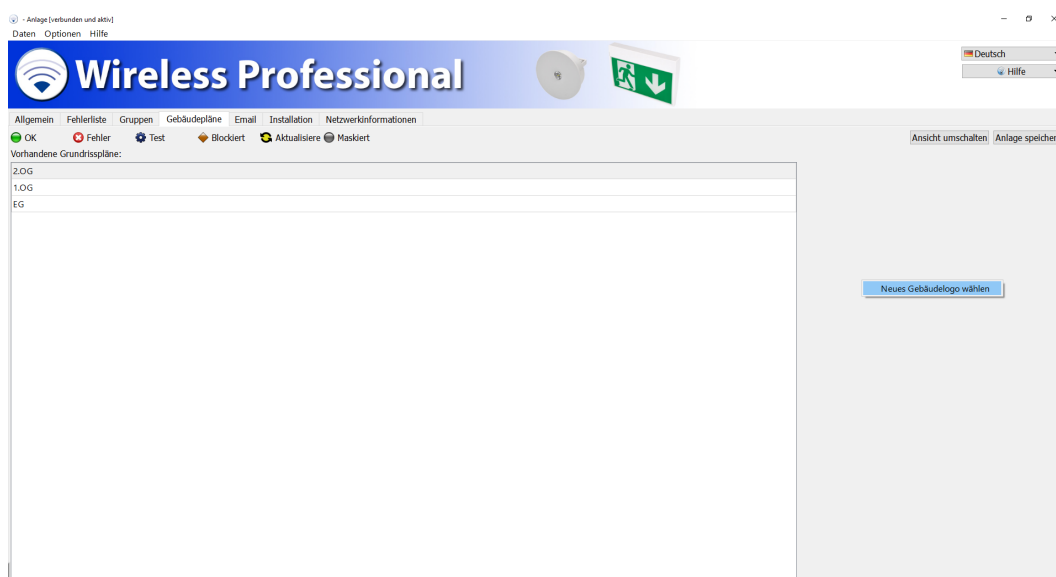 - Anlage [verbunden und aktiv]
Daten Optionen Hilfe
Wireless Professional
Deutsch
Hilfe
Allgemein Fehlerliste Gruppen Gebäudepläne Email Installation Netzwerkinformationen
OK Fehler Test Blockiert Aktualisiere Maskiert Ansicht umschalten Anlage speicher
Vorhandene Grundrisspläne:
2.OG
1.OG
EG
Neues Gebäudelogo wählen